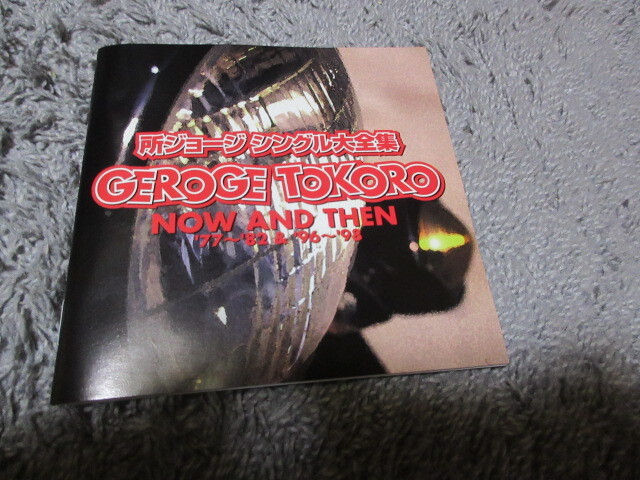 所ジョージ シングル大全集
GEROGE TOKORO
NOW AND THEN
'77～'82 & '96～'98